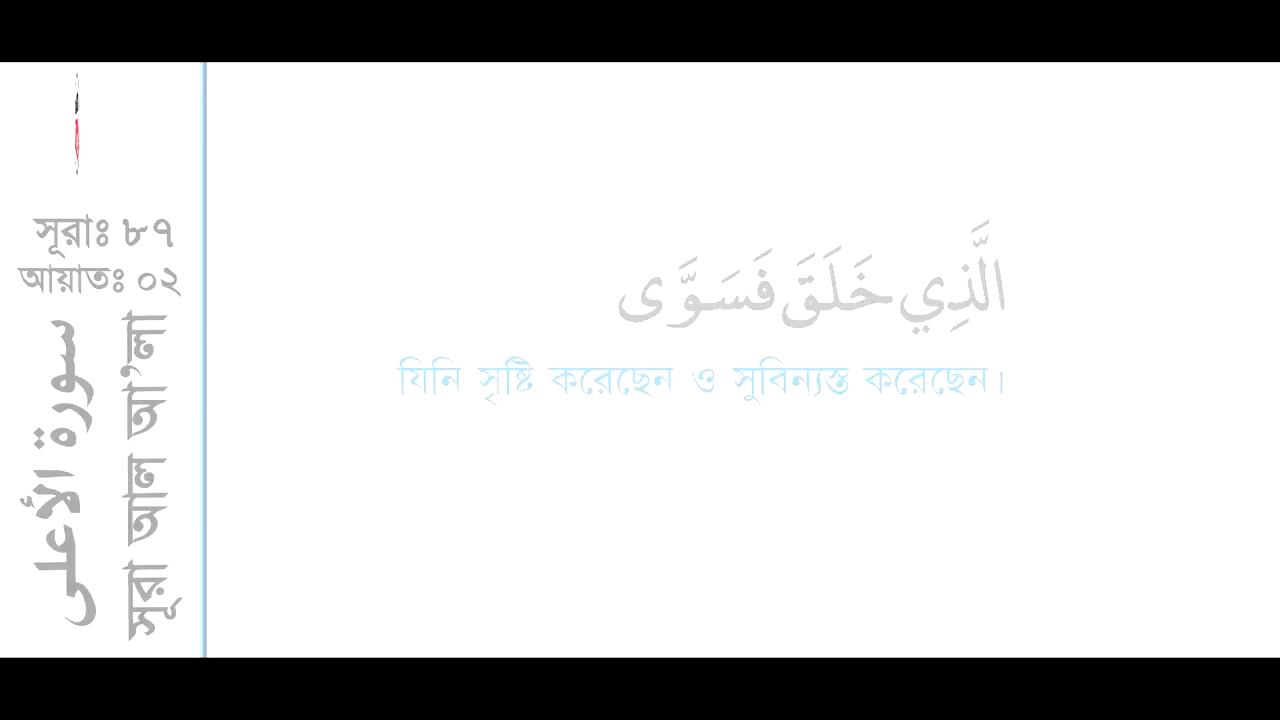 সূরাঃ ৮৭
আয়াতঃ ০২
سورة الأعلى
সূরা আল আ'লা
الَّذِي خَلَقَ فَسَوَّى
যিনি সৃষ্টি করেছেন ও সুবিন্যস্ত করেছেন।